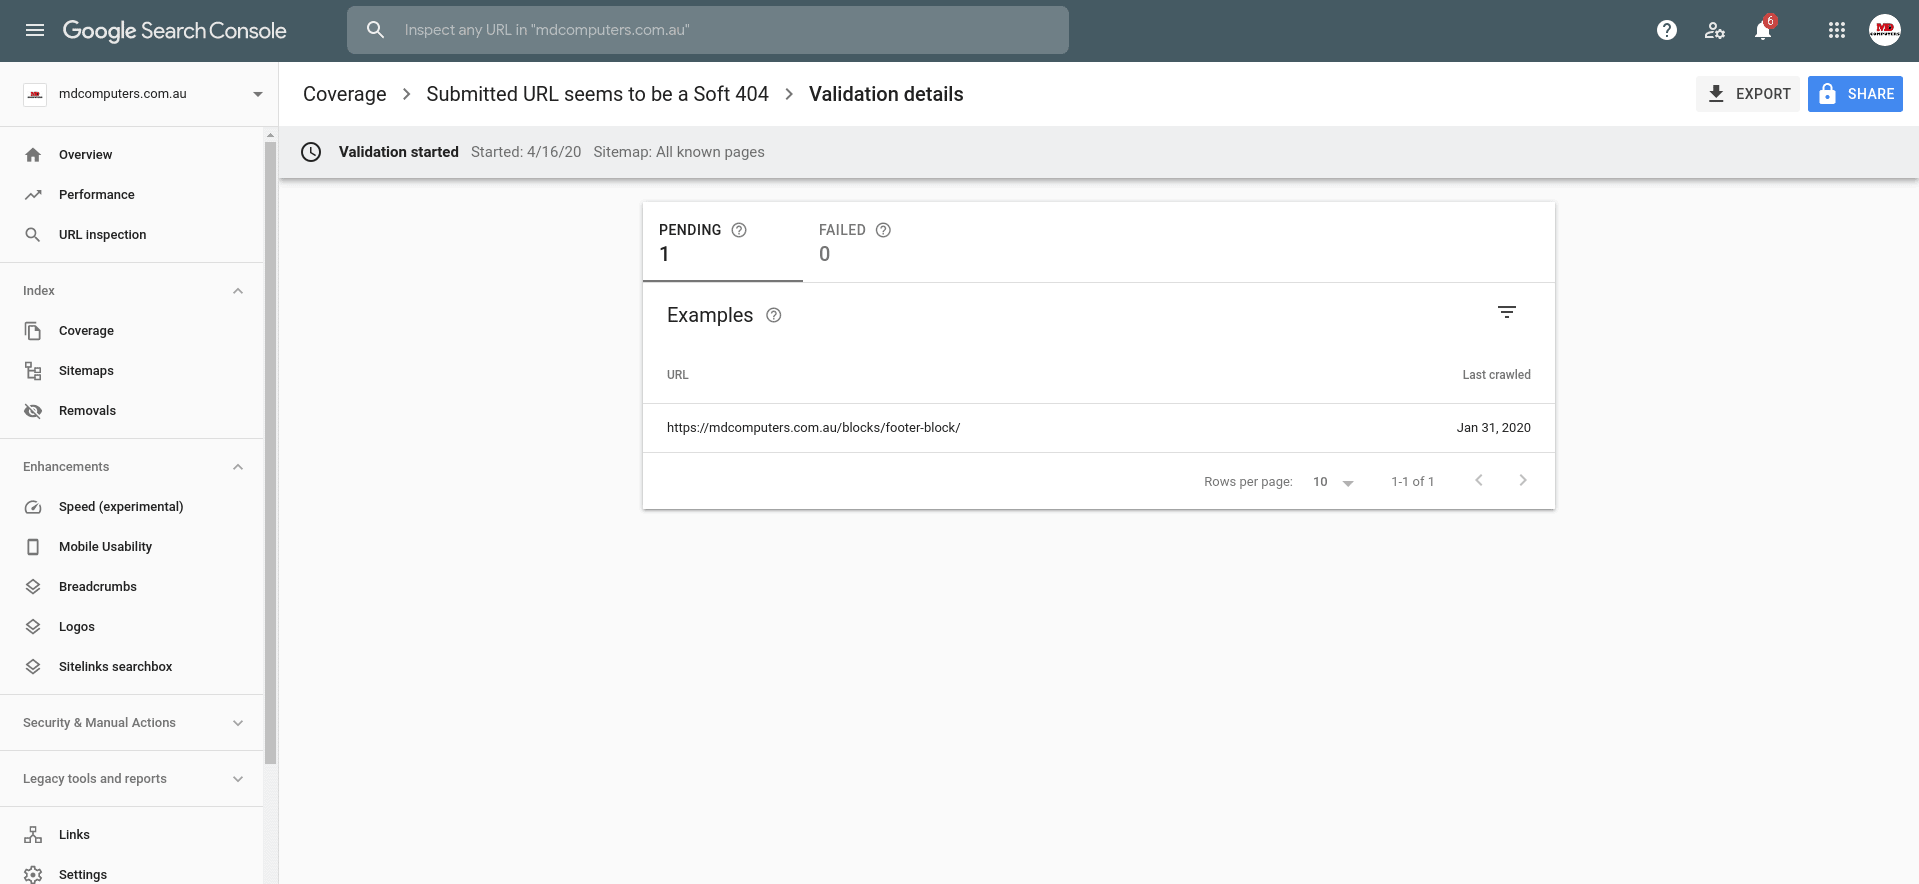 Google Search Console
Inspect any URL in "mdcomputers.com.au"
6
MD
COMPUTERS
mdcomputers.com.au
Coverage > Submitted URL seems to be a Soft 404 > Validation details
EXPORT
SHARE
Validation started Started: 4/16/20 Sitemap: All known pages
Overview
Performance
URL inspection
Index
Coverage
Sitemaps
Removals
Enhancements
Speed (experimental)
Mobile Usability
Breadcrumbs
Logos
Sitelinks searchbox
Security & Manual Actions
Legacy tools and reports
Links
Settings
PENDING
1
FAILED
0
Examples
URL Last crawled
https://mdcomputers.com.au/blocks/footer-block/ Jan 31, 2020
Rows per page: 10 1-1 of 1